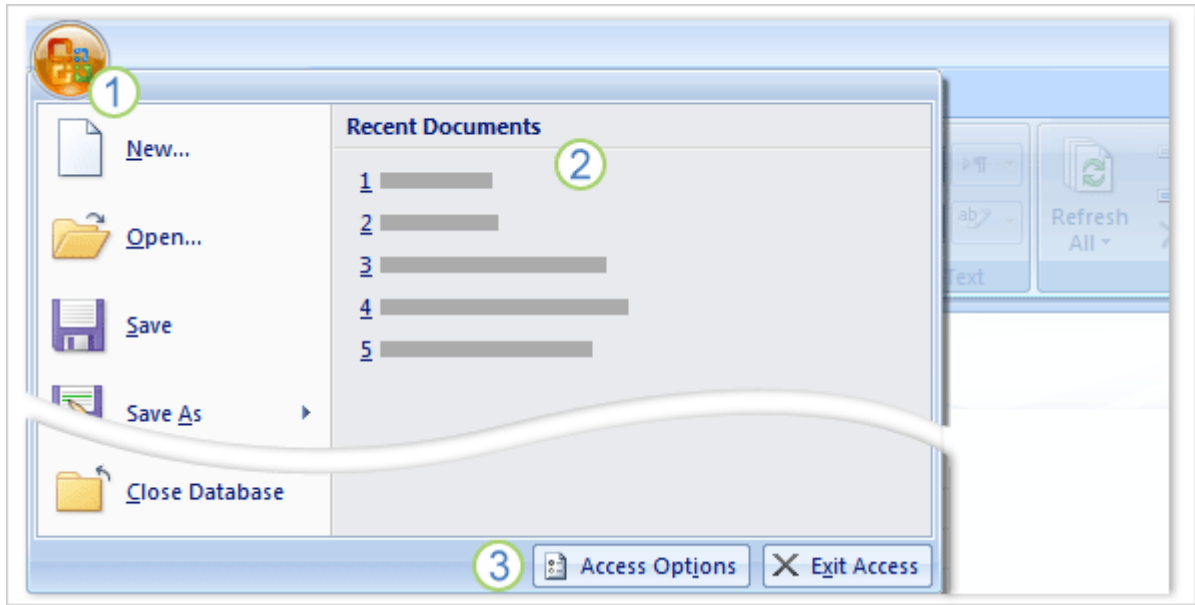 1
New...
Recent Documents
2
1
2
Open...
3
4
Save
5
Save As
Close Database
3
Access Options
Exit Access
ab
Refresh
All
Text